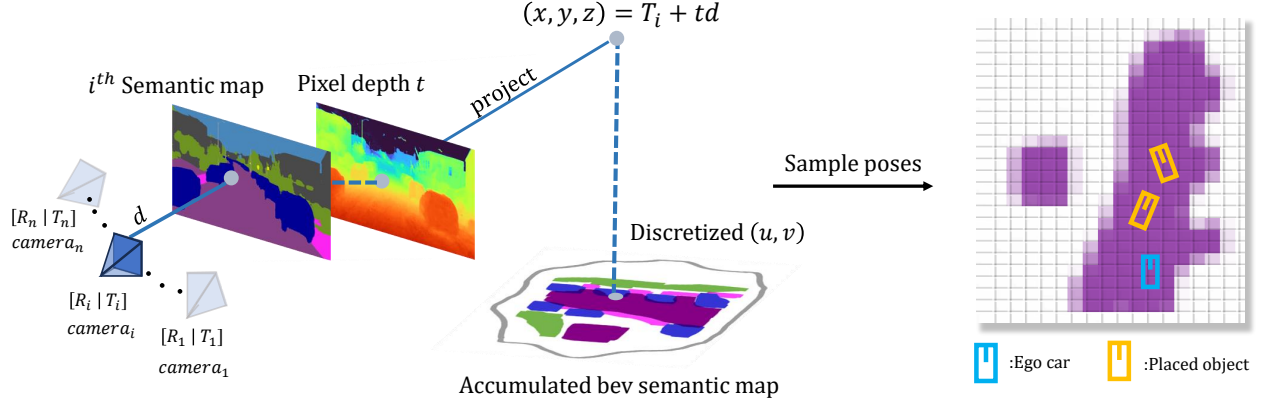 (x, y, z) = T_i + td
i^th Semantic map
Pixel depth t
project
d
[R_n | T_n]
camera_n
[R_i | T_i]
camera_i
[R_1 | T_1]
camera_1
Discretized (u, v)
Accumulated bev semantic map
Sample poses
:Ego car
:Placed object